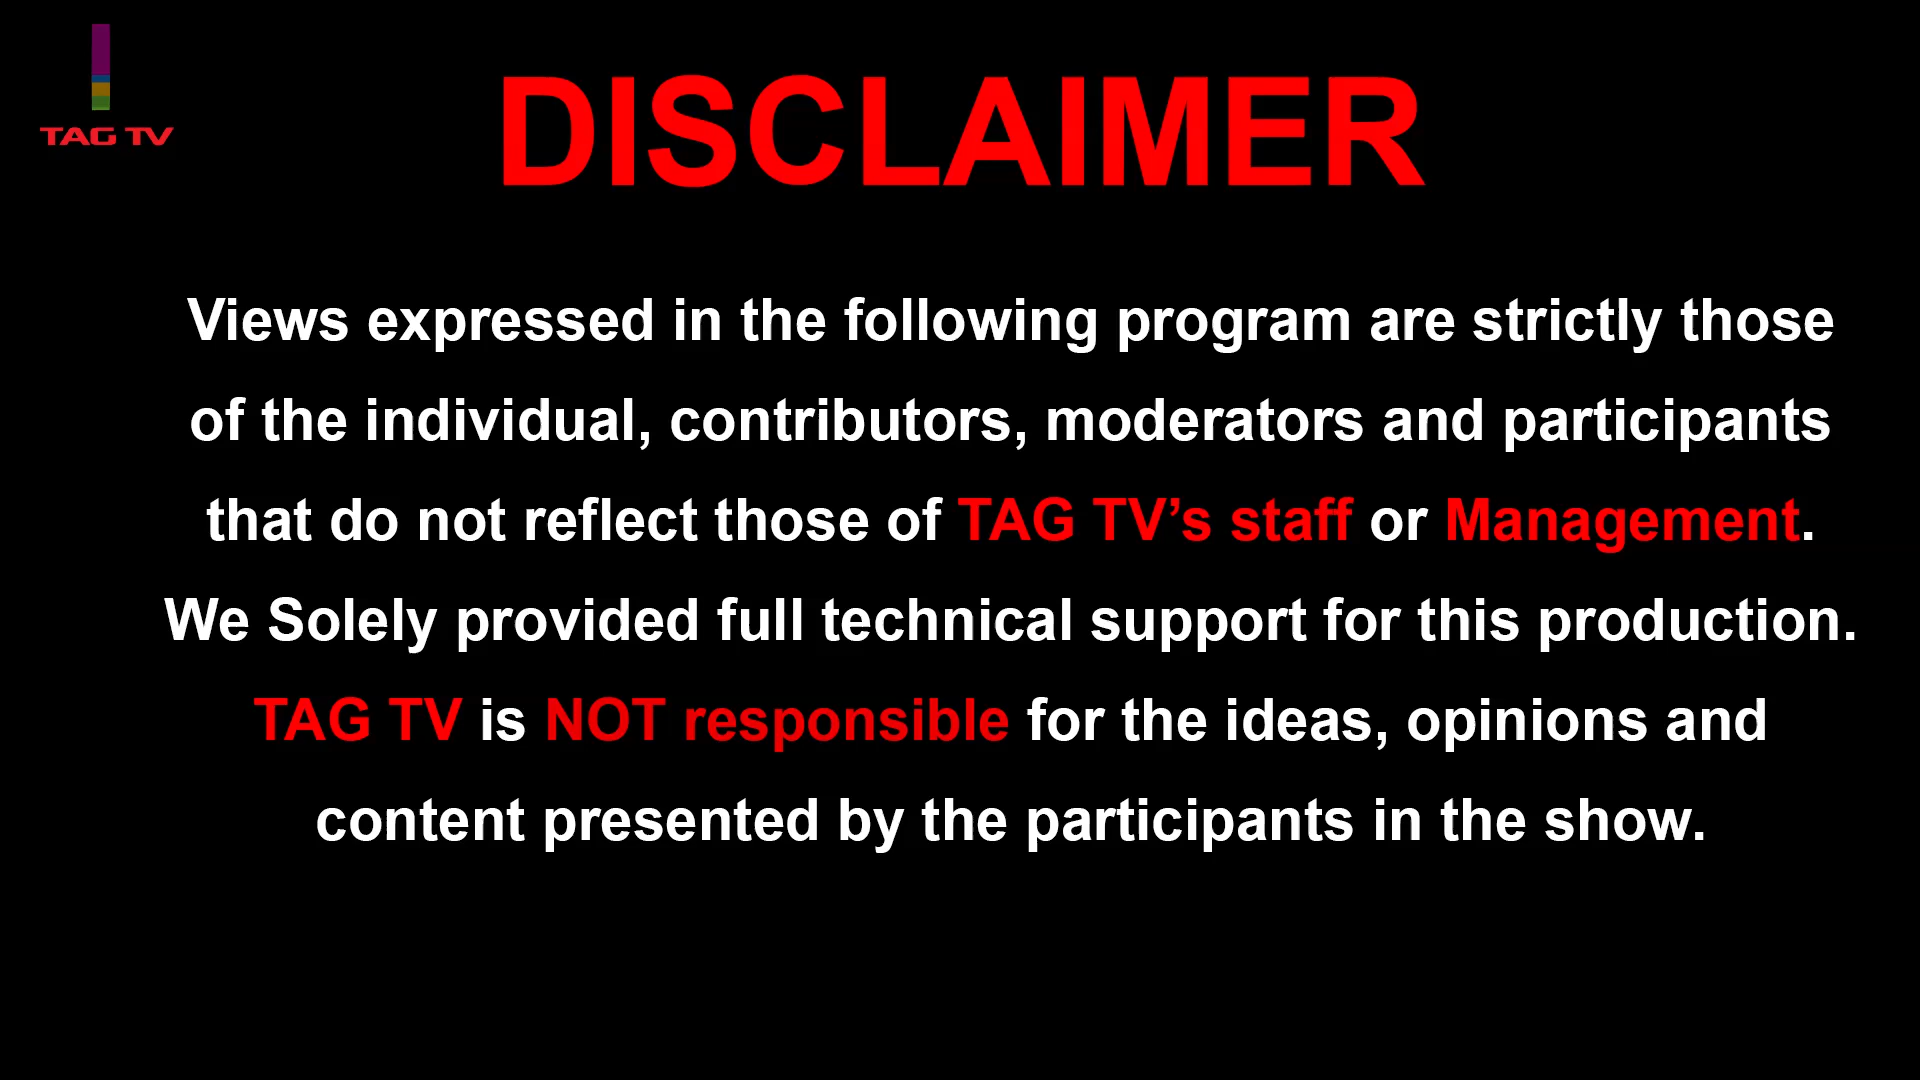 TAG TV
DISCLAIMER
Views expressed in the following program are strictly those
of the individual, contributors, moderators and participants
that do not reflect those of TAG TV’s staff or Management.
We Solely provided full technical support for this production.
TAG TV is NOT responsible for the ideas, opinions and
content presented by the participants in the show.